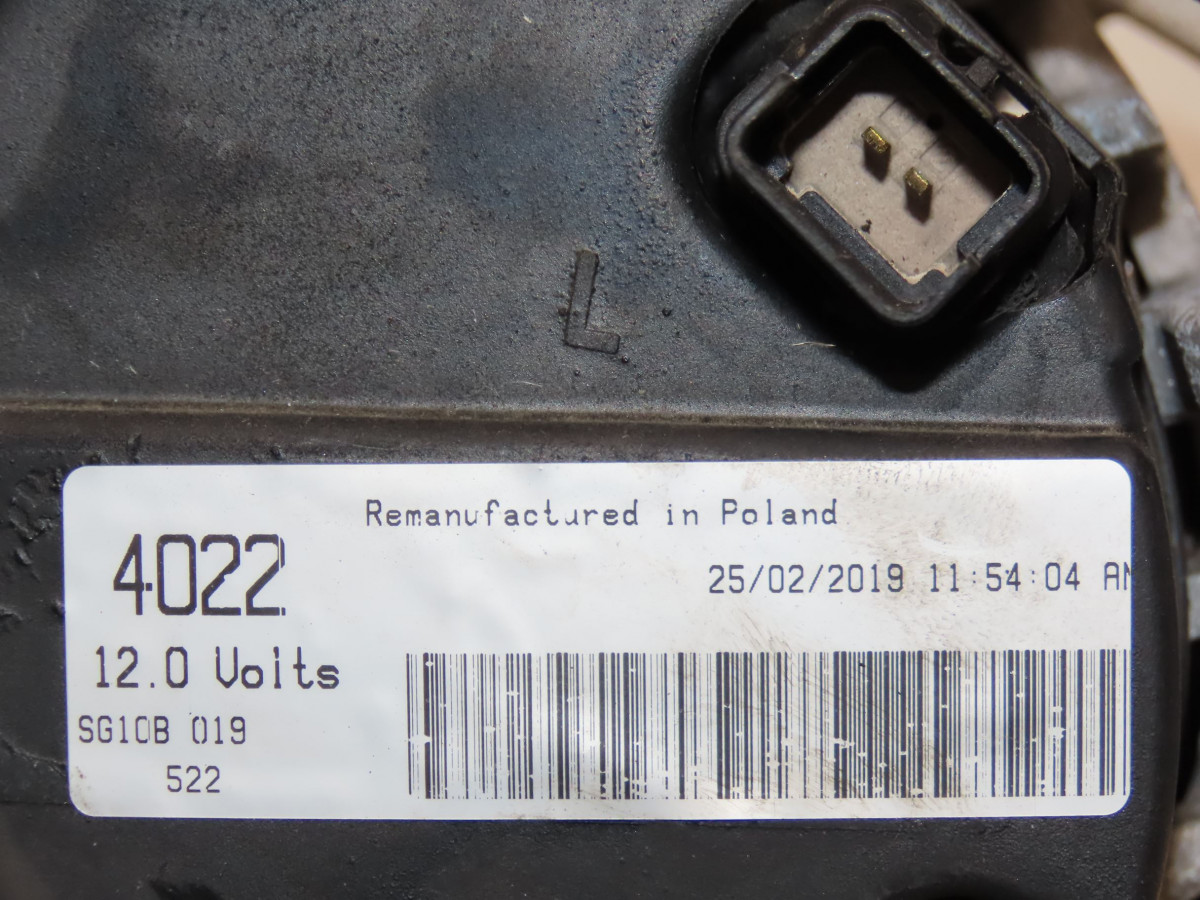 L
Remanufactured in Poland
4022
25/02/2019 11:54:04 AM
12.0 Volts
SG10B 019
522